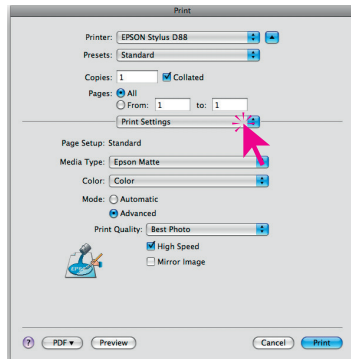 Print
Printer: EPSON Stylus D88
Presets: Standard
Copies: 1 Collated
Pages: All
From: 1 to: 1
Print Settings
Page Setup: Standard
Media Type: Epson Matte
Color: Color
Mode: Automatic
Advanced
Print Quality: Best Photo
High Speed
Mirror Image
EPSON
? PDF ▾ Preview Cancel Print